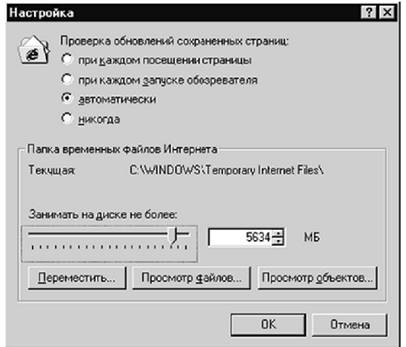 Настройка
Проверка обновлений сохраненных страниц:
при каждом посещении страницы
при каждом запуске обозревателя
автоматически
никогда
Папка временных файлов Интернета
Текущая: C:\WINDOWS\Temporary Internet Files\
Занимать на диске не более:
5634 МБ
Переместить... Просмотр файлов... Просмотр объектов...
OK Отмена